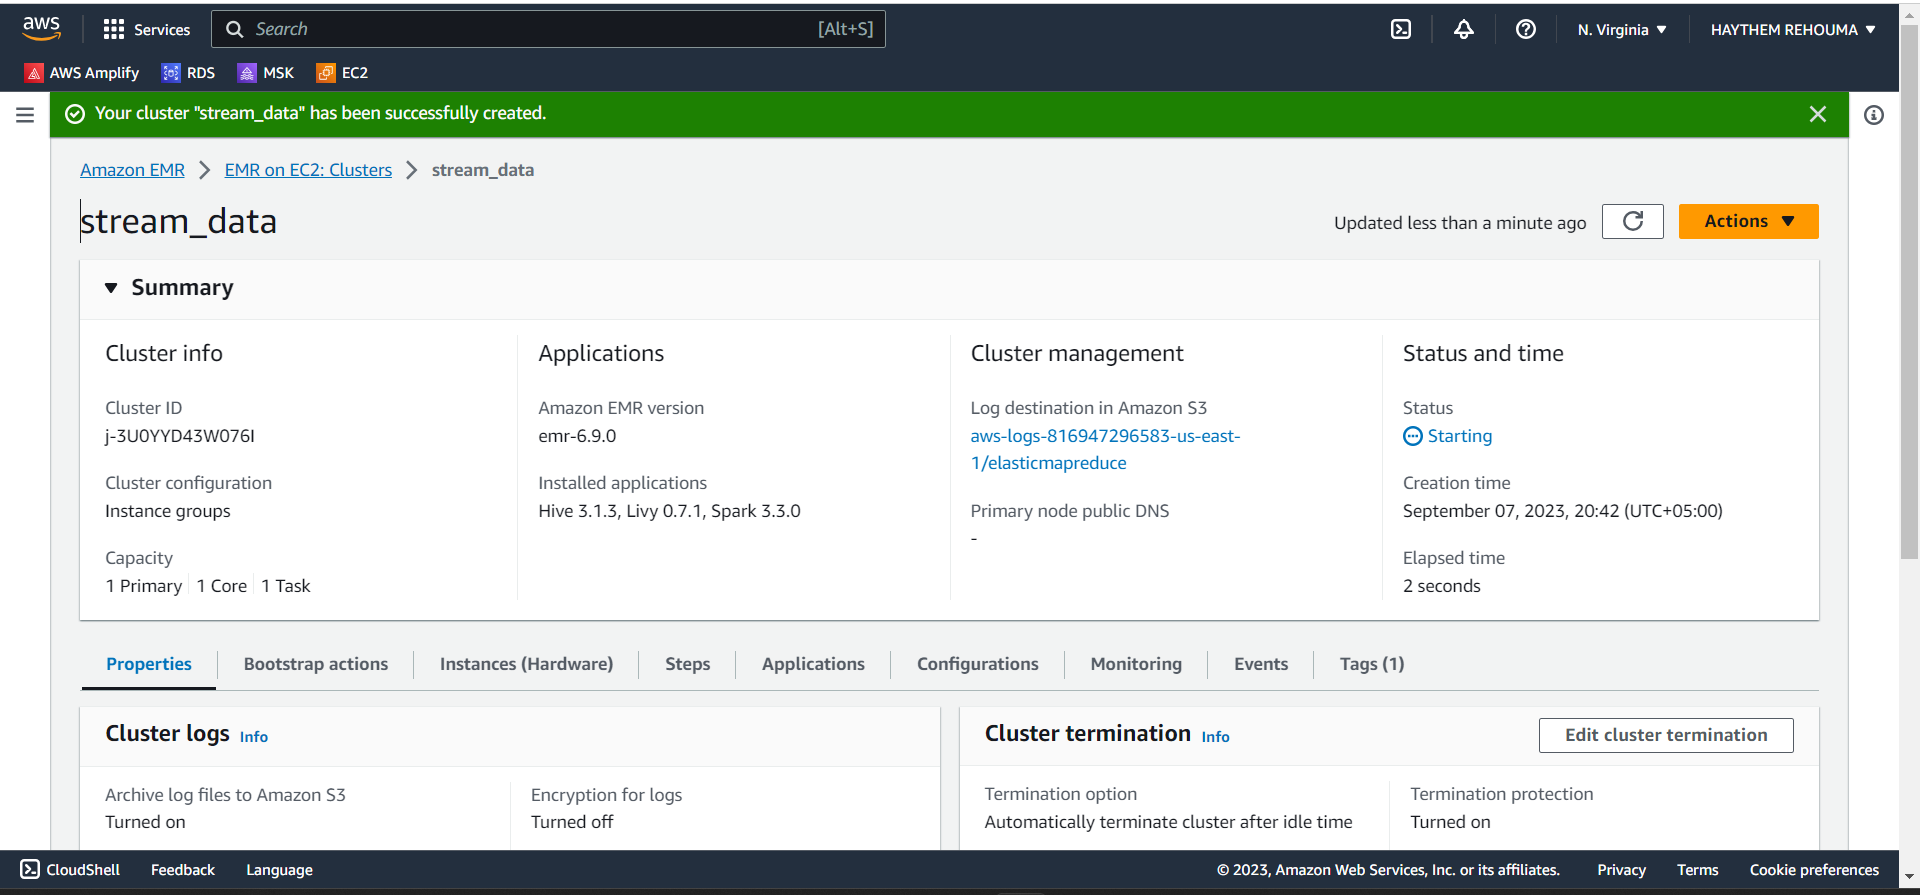 aws
Services
Search
[Alt+S]
N. Virginia
HAYTHEM REHOUMA
AWS Amplify
RDS
MSK
EC2
Your cluster "stream_data" has been successfully created.
Amazon EMR
EMR on EC2: Clusters
stream_data
stream_data
Updated less than a minute ago
Actions
Summary
Cluster info
Cluster ID
j-3U0YYD43W076I
Cluster configuration
Instance groups
Capacity
1 Primary
1 Core
1 Task
Applications
Amazon EMR version
emr-6.9.0
Installed applications
Hive 3.1.3, Livy 0.7.1, Spark 3.3.0
Cluster management
Log destination in Amazon S3
aws-logs-816947296583-us-east-
1/elasticmapreduce
Primary node public DNS
-
Status and time
Status
Starting
Creation time
September 07, 2023, 20:42 (UTC+05:00)
Elapsed time
2 seconds
Properties
Bootstrap actions
Instances (Hardware)
Steps
Applications
Configurations
Monitoring
Events
Tags (1)
Cluster logs
Info
Archive log files to Amazon S3
Turned on
Encryption for logs
Turned off
Cluster termination
Info
Edit cluster termination
Termination option
Automatically terminate cluster after idle time
Termination protection
Turned on
CloudShell
Feedback
Language
© 2023, Amazon Web Services, Inc. or its affiliates.
Privacy
Terms
Cookie preferences